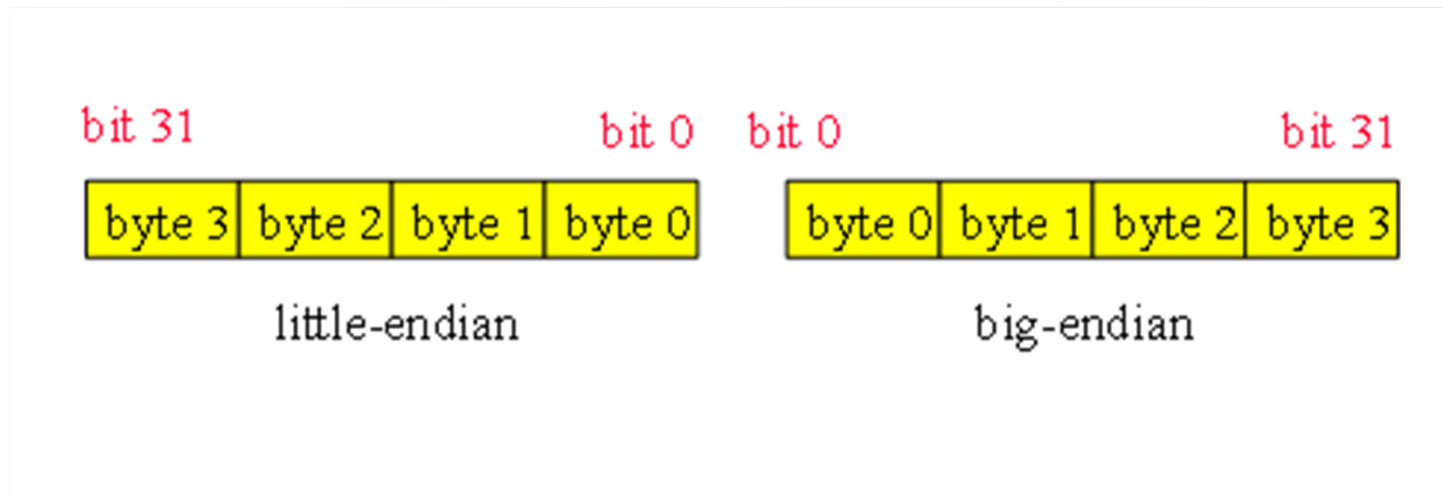 bit 31 bit 0 bit 0 bit 31
byte 3 byte 2 byte 1 byte 0 byte 0 byte 1 byte 2 byte 3
little-endian big-endian